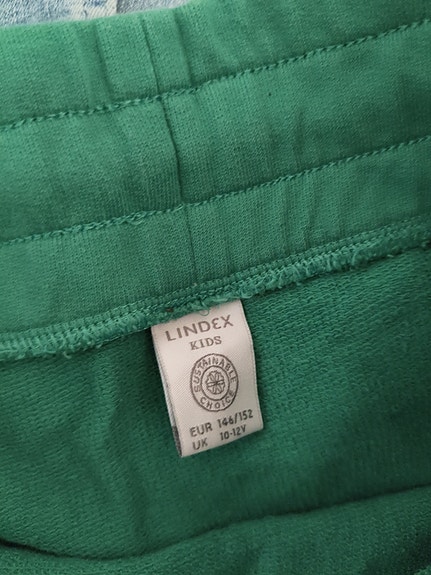 LINDEX
KIDS
SUSTAINABLE
CHOICE
EUR 146/152
UK 10-12Y